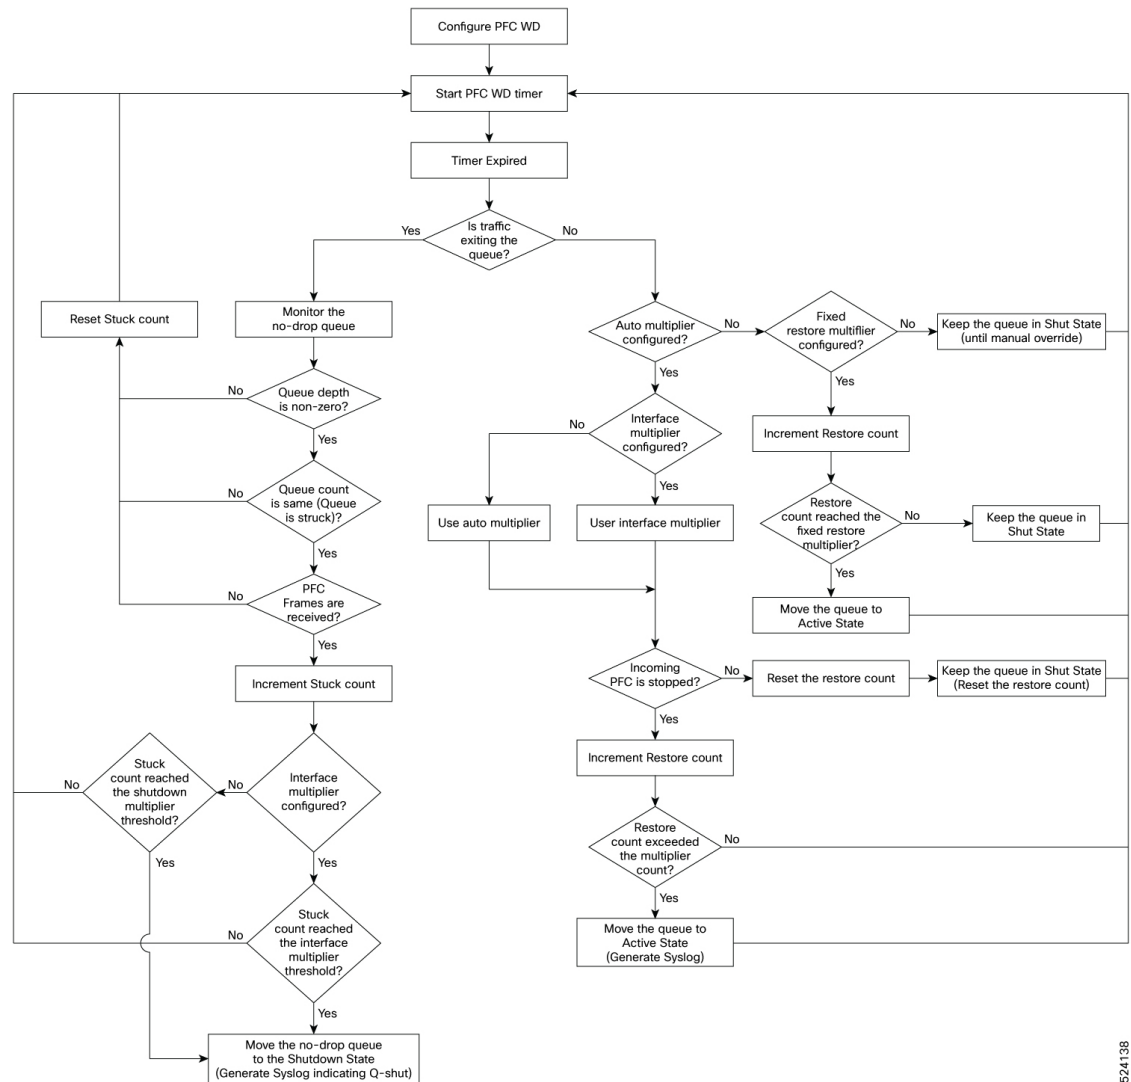 Configure PFC WD
Start PFC WD timer
Timer Expired
Is traffic
exiting the
queue?
Yes
No
Reset Stuck count
Monitor the
no-drop queue
Queue depth
is non-zero?
No
Yes
Queue count
is same (Queue
is struck)?
No
Yes
PFC
Frames are
received?
No
Yes
Increment Stuck count
Interface
multiplier
configured?
No
Yes
Stuck
count reached
the shutdown
multiplier
threshold?
No
Yes
Stuck
count reached
the interface
multiplier
threshold?
No
Yes
Move the no-drop queue
to the Shutdown State
(Generate Syslog indicating Q-shut)
Auto multiplier
configured?
No
Yes
Fixed
restore multiflier
configured?
No
Yes
Keep the queue in Shut State
(until manual override)
Interface
multiplier
configured?
No
Yes
Increment Restore count
Use auto multiplier
User interface multiplier
Restore
count reached the
fixed restore
multiplier?
No
Yes
Keep the queue in
Shut State
Move the queue to
Active State
Incoming
PFC is stopped?
No
Yes
Reset the restore count
Keep the queue in Shut State
(Reset the restore count)
Increment Restore count
Restore
count exceeded
the multiplier
count?
No
Yes
Move the queue to
Active State
(Generate Syslog)
524138